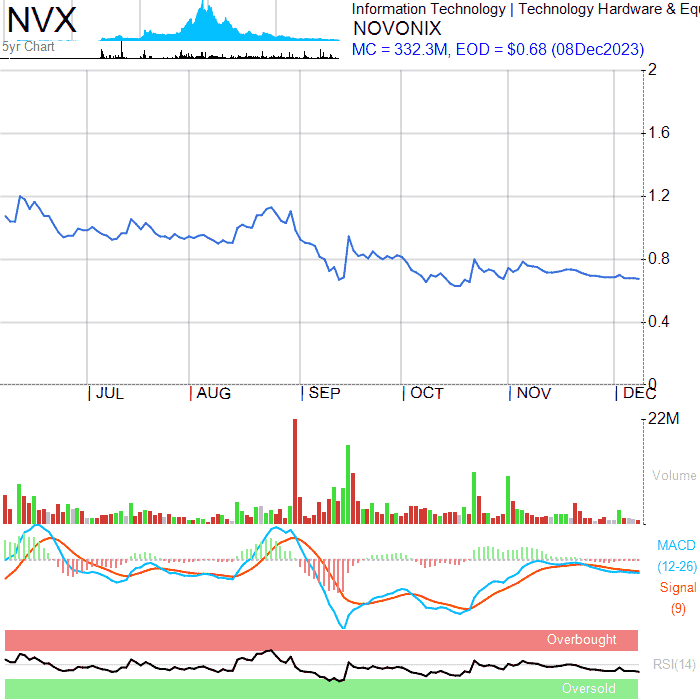 NVX
5yr Chart
Information Technology | Technology Hardware & Equ
NOVONIX
MC = 332.3M, EOD = $0.68 (08Dec2023)
2
1.6
1.2
0.8
0.4
0
JUL AUG SEP OCT NOV DEC
22M
Volume
MACD
(12-26)
Signal
(9)
Overbought
RSI(14)
Oversold